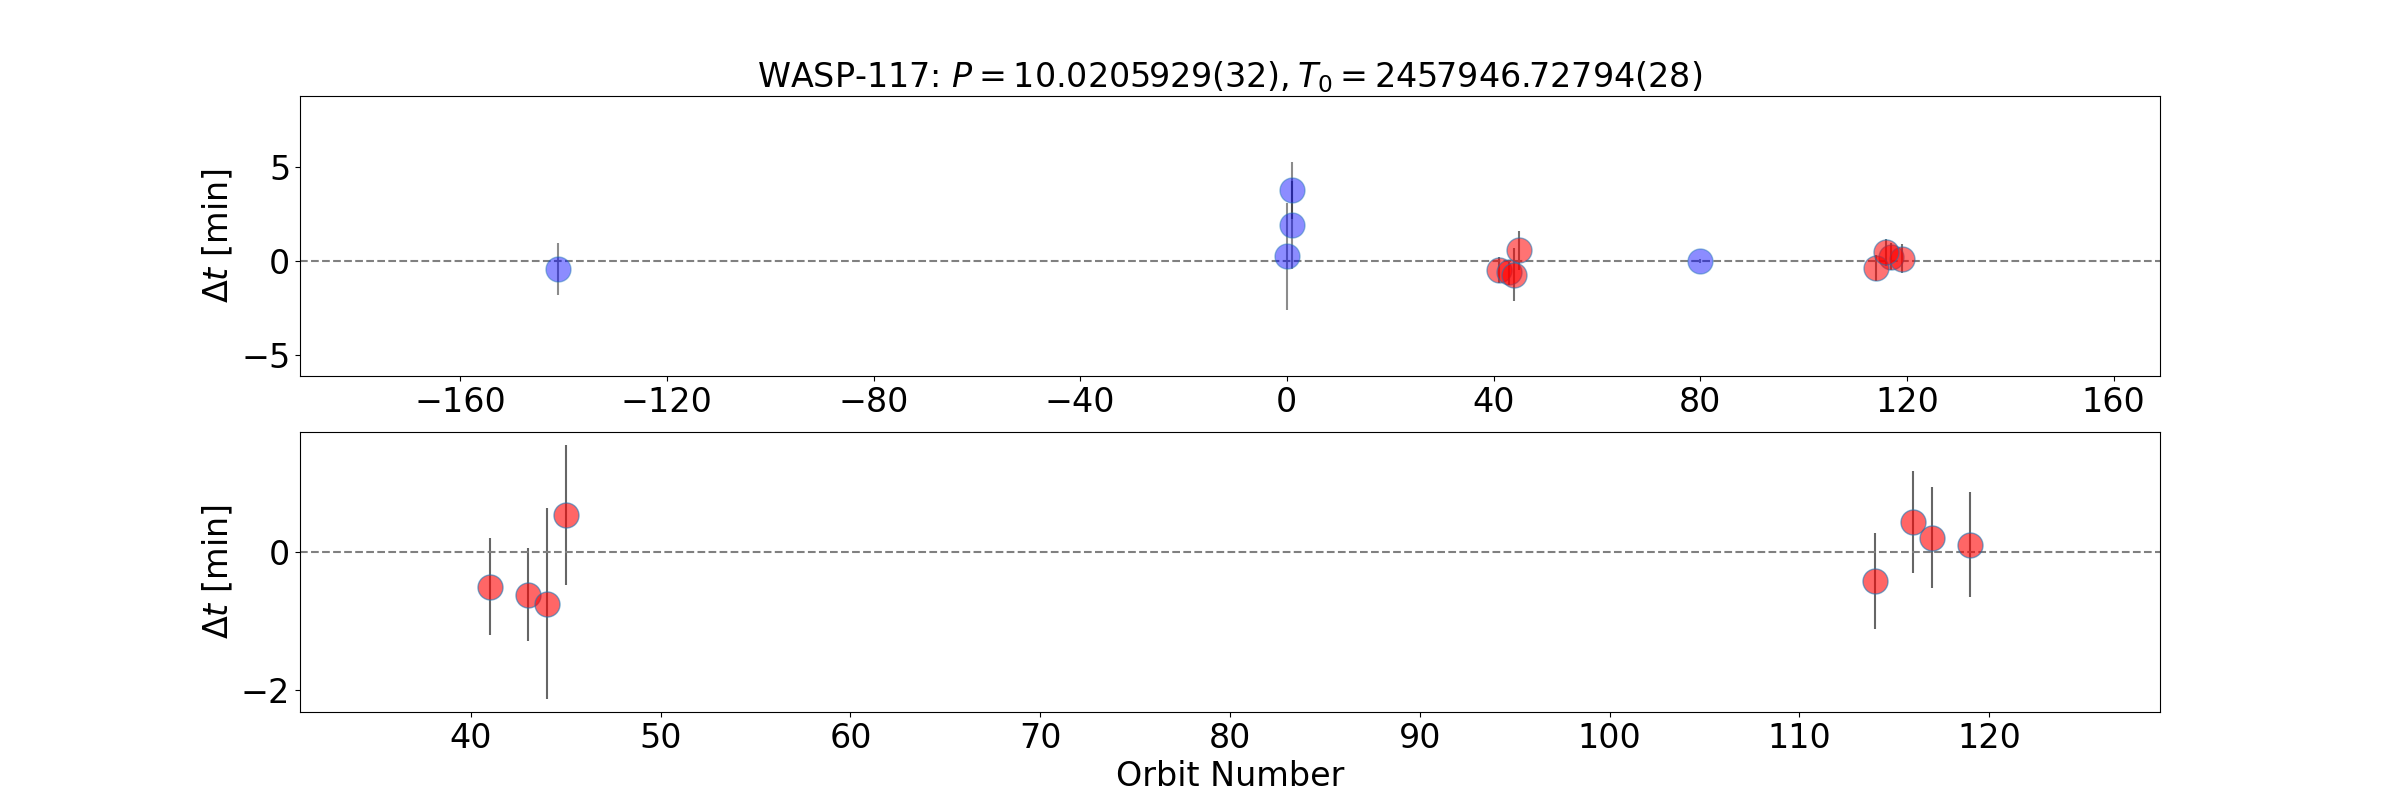 WASP-117: P = 10.0205929(32), T₀ = 2457946.72794(28)
Δt [min]
5
0
−5
−160 −120 −80 −40 0 40 80 120 160
Δt [min]
0
−2
40 50 60 70 80 90 100 110 120
Orbit Number